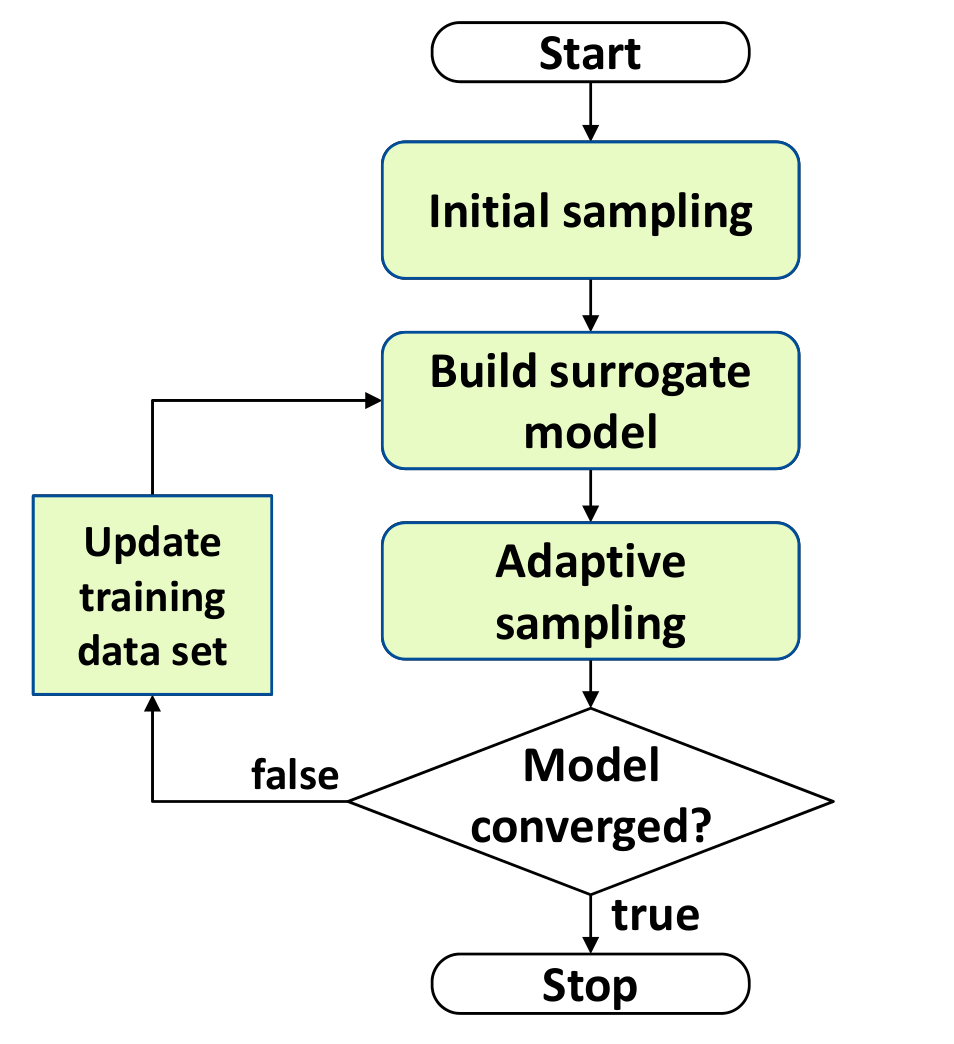 Start
Initial sampling
Build surrogate
model
Adaptive
sampling
Update
training
data set
Model
converged?
false
true
Stop